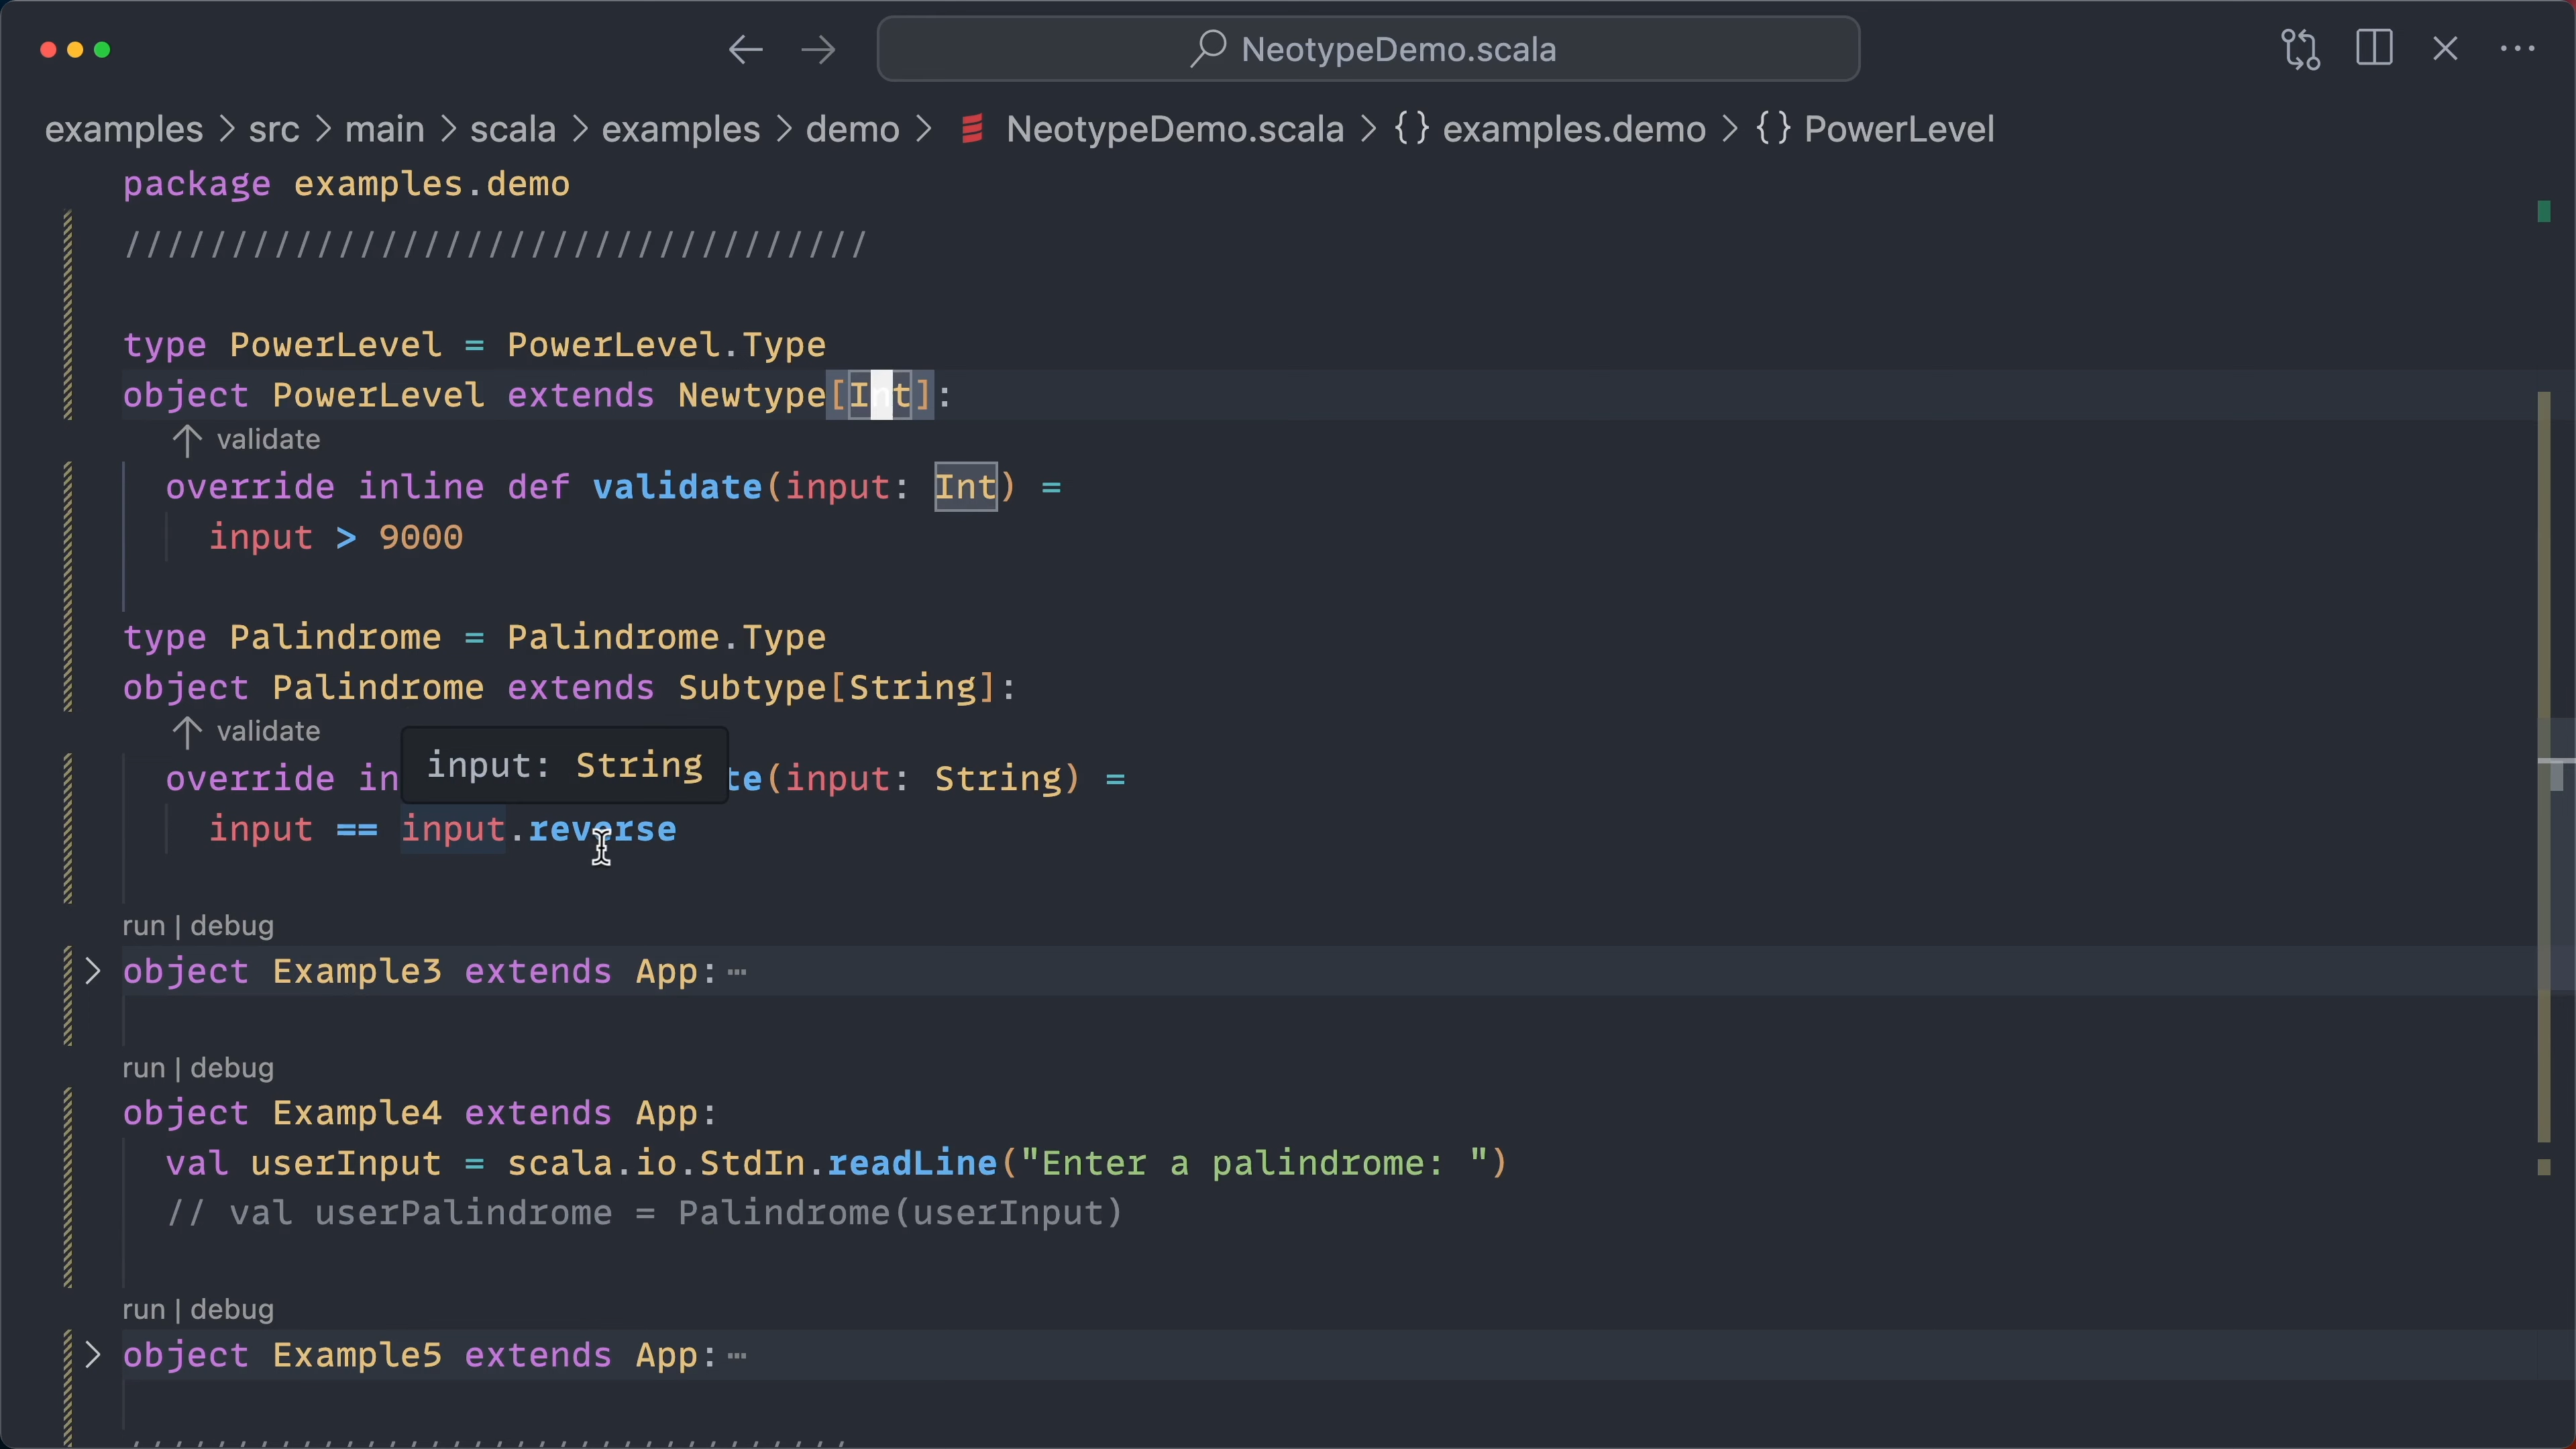 NeotypeDemo.scala
examples > src > main > scala > examples > demo > NeotypeDemo.scala > {} examples.demo > {} PowerLevel
package examples.demo
///////////////////////////////////
type PowerLevel = PowerLevel.Type
object PowerLevel extends Newtype[Int]:
↑ validate
override inline def validate(input: Int) =
input > 9000
type Palindrome = Palindrome.Type
object Palindrome extends Subtype[String]:
↑ validate
input: String
override in te(input: String) =
input == input.reverse
run | debug
object Example3 extends App:⋯
run | debug
object Example4 extends App:
val userInput = scala.io.StdIn.readLine("Enter a palindrome: ")
// val userPalindrome = Palindrome(userInput)
run | debug
object Example5 extends App:⋯